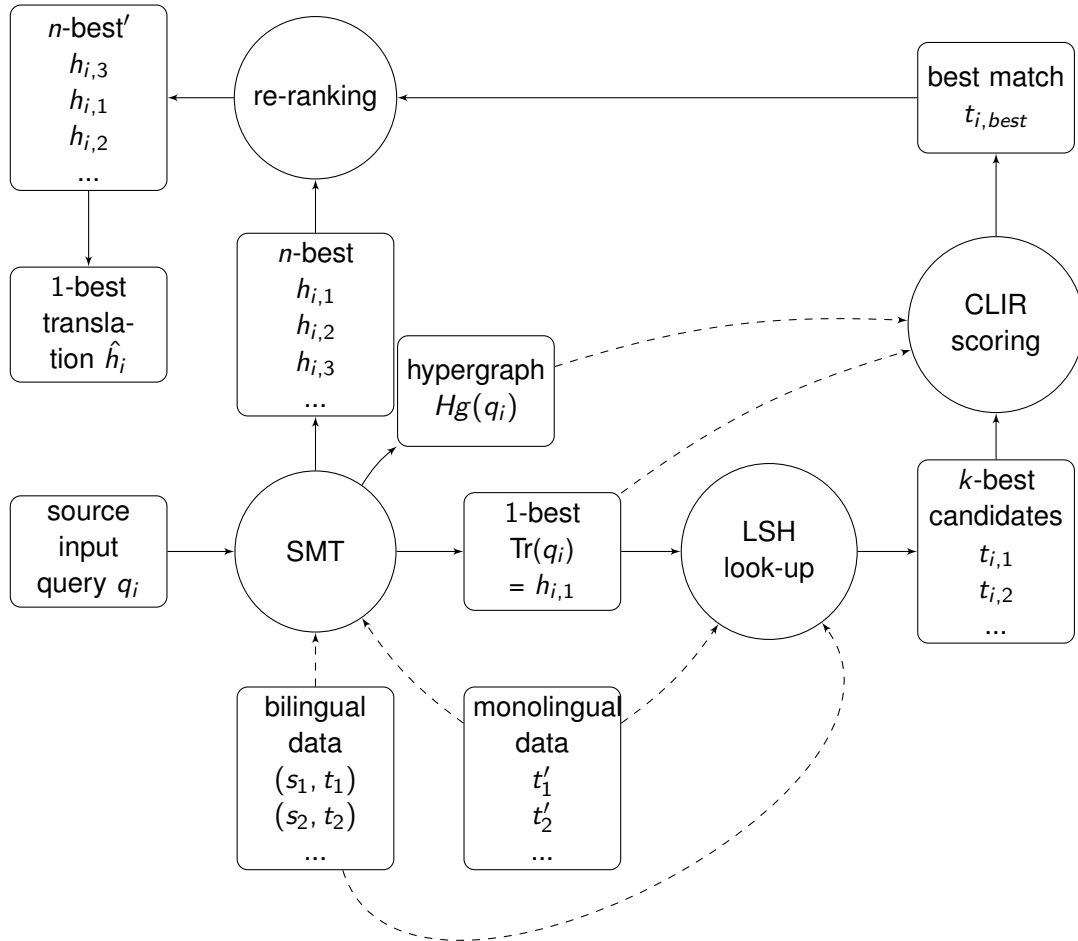 n-best′
h_{i,3}
h_{i,1}
h_{i,2}
...
re-ranking
best match
t_{i,best}
1-best
transla-
tion ĥ_i
n-best
h_{i,1}
h_{i,2}
h_{i,3}
...
hypergraph
Hg(q_i)
CLIR
scoring
source
input
query q_i
SMT
1-best
Tr(q_i)
= h_{i,1}
LSH
look-up
k-best
candidates
t_{i,1}
t_{i,2}
...
bilingual
data
(s_1, t_1)
(s_2, t_2)
...
monolingual
data
t′_1
t′_2
...